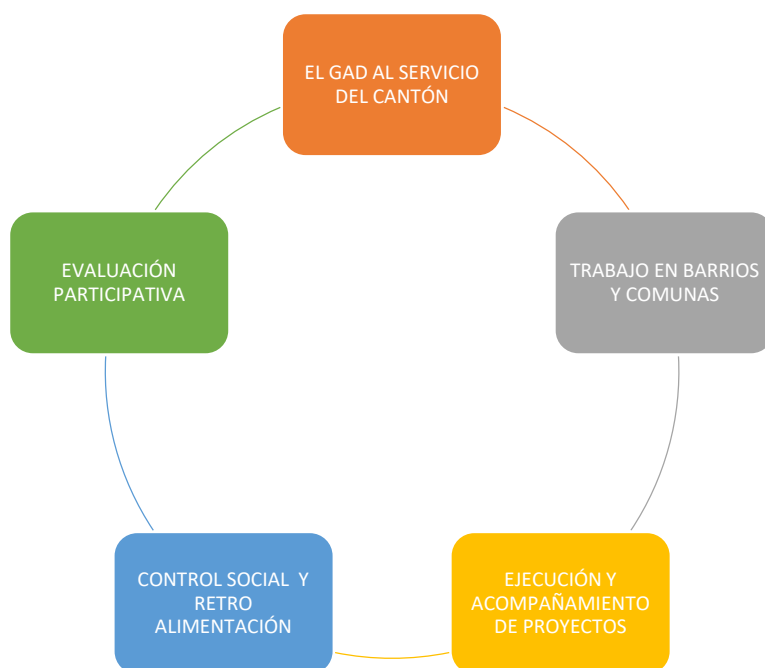 EL GAD AL SERVICIO
DEL CANTÓN
TRABAJO EN BARRIOS
Y COMUNAS
EJECUCIÓN Y
ACOMPAÑAMIENTO
DE PROYECTOS
CONTROL SOCIAL Y
RETRO
ALIMENTACIÓN
EVALUACIÓN
PARTICIPATIVA